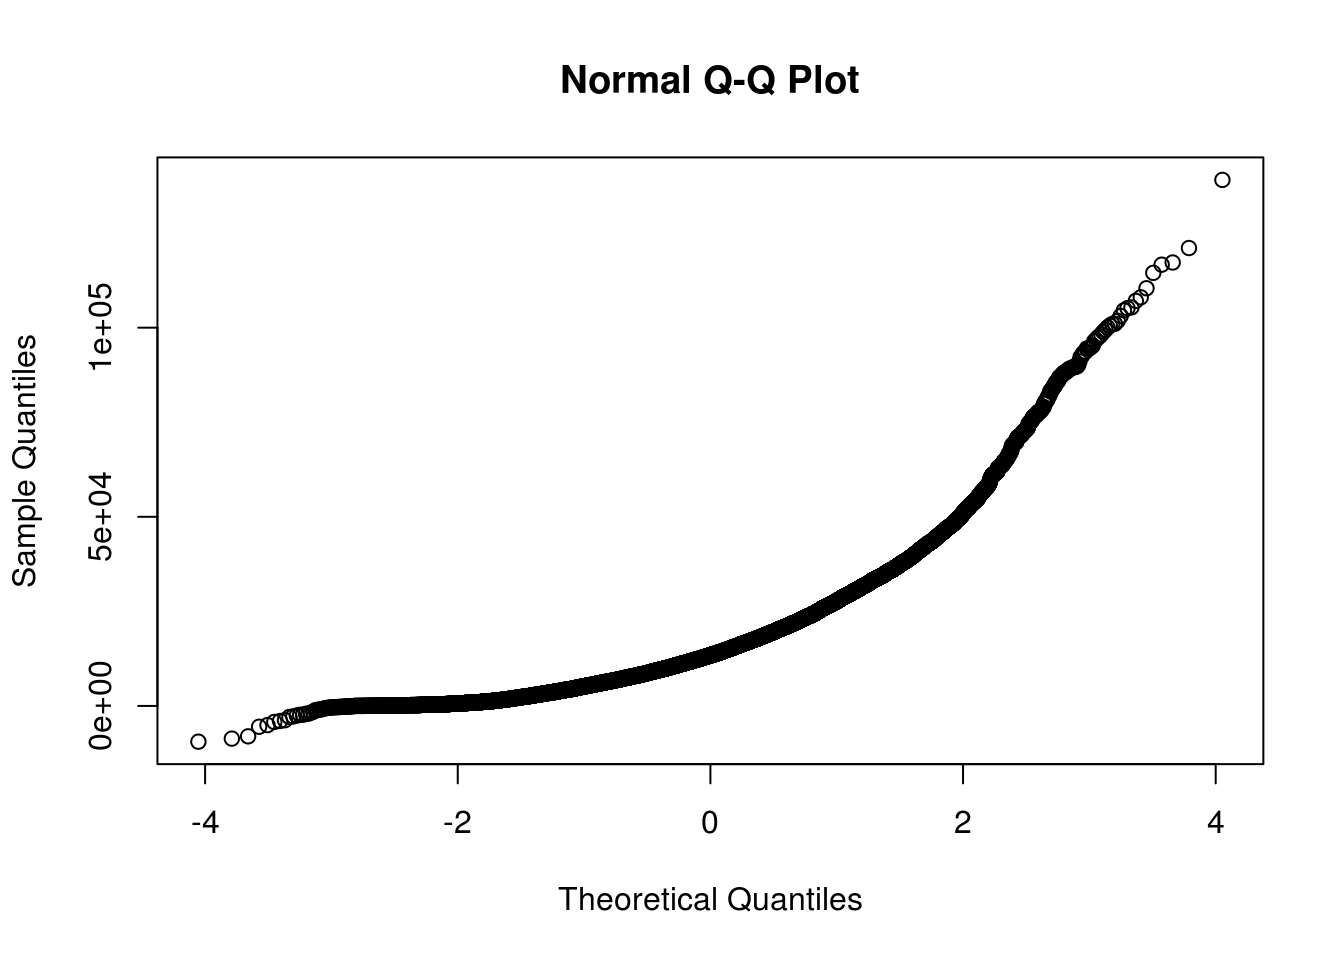 Normal Q-Q Plot
1e+05
5e+04
0e+00
Sample Quantiles
-4
-2
0
2
4
Theoretical Quantiles